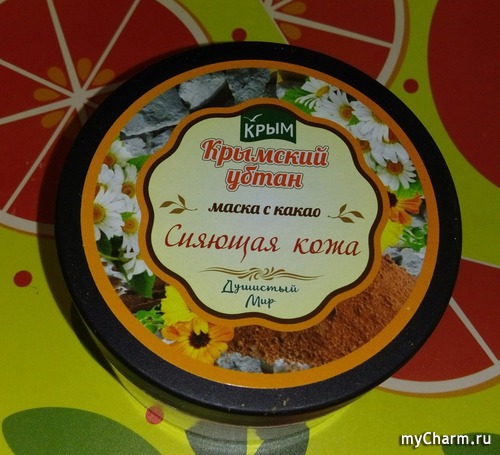 КРЫМ
Крымский
убтан
маска с какао
Сияющая кожа
Душистый
Мир
myCharm.ru